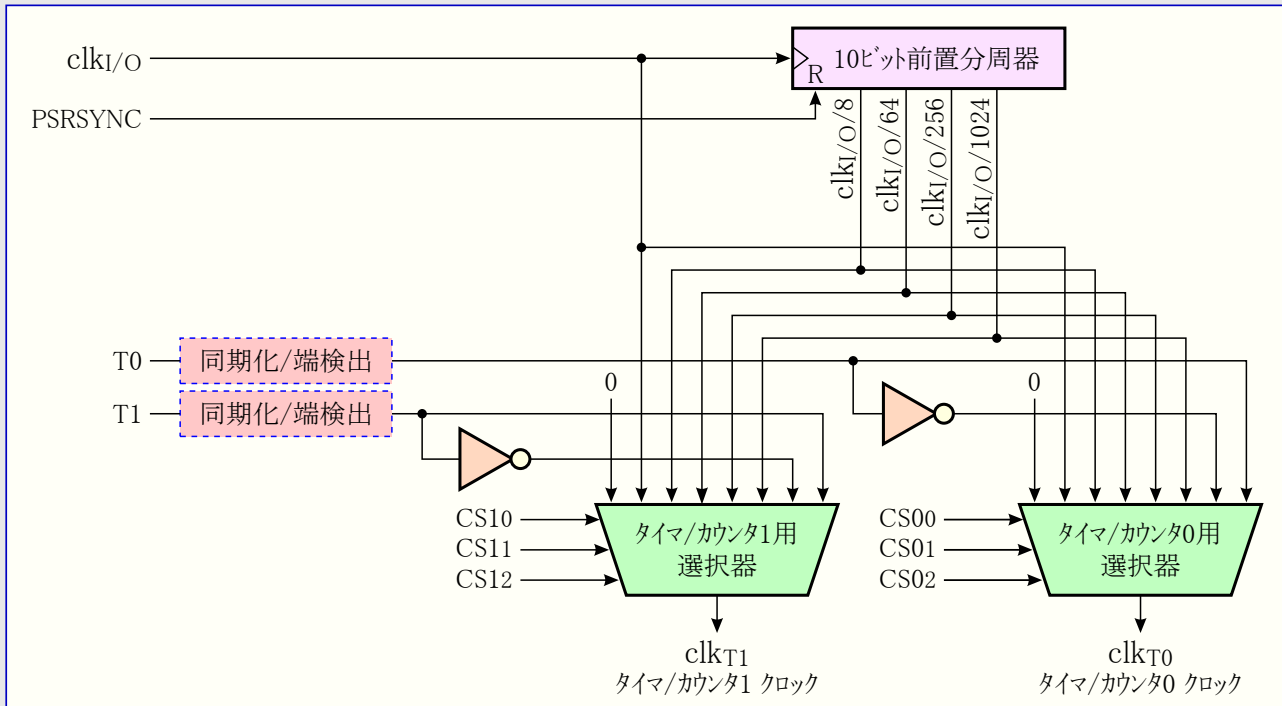 clkI/O
10ﾋﾞｯﾄ前置分周器
R
PSRSYNC
clkI/O/8
clkI/O/64
clkI/O/256
clkI/O/1024
T0
同期化/端検出
T1
同期化/端検出
0
0
CS10
CS11
CS12
ﾀｲﾏ/ｶｳﾝﾀ1用
選択器
CS00
CS01
CS02
ﾀｲﾏ/ｶｳﾝﾀ0用
選択器
clkT1
ﾀｲﾏ/ｶｳﾝﾀ1 ｸﾛｯｸ
clkT0
ﾀｲﾏ/ｶｳﾝﾀ0 ｸﾛｯｸ